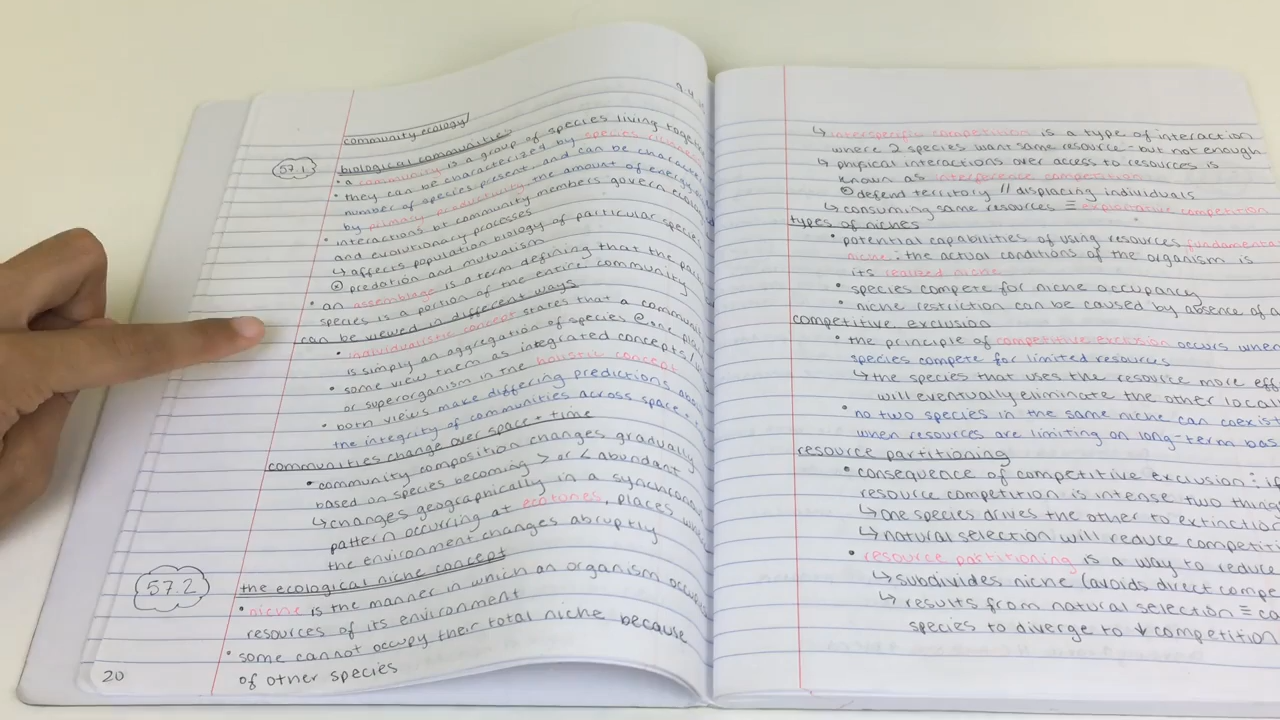 community ecology
57.1
biological communities
• a community is a group of species living together
• they can be characterized by species richness
number of species present, and can be characte
by primary productivity, the amount of energy
• interactions b/t community members govern ecolog
and evolutionary processes
↳ affects population biology of particular species
predation and mutualism
• an assemblage is a term defining that the
species is a portion of the entire community
can be viewed in different ways
• individualistic concept states that a communit
is simply an aggregation of species @ one place
• some view them as integrated concepts
or superorganism in the holistic concept
• both views make differing predictions abo
the integrity of communities across space +
communities change over space + time
• community composition changes gradually
based on species becoming > or < abundant
↳ changes geographically in a synchronous
pattern occurring at ecotones, places whe
the environment changes abruptly
57.2
the ecological niche concept
• niche is the manner in which an organism occupies
resources of its environment
• some cannot occupy their total niche because
of other species
20
↳ interspecific competition is a type of interaction
where 2 species want same resource - but not enough
↳ physical interactions over access to resources is
known as interference competition
defend territory // displacing individuals
↳ consuming same resources ≡ exploitative competition
types of niches
• potential capabilities of using resources fundamenta
niche : the actual conditions of the organism is
its realized niche
• species compete for niche occupancy
• niche restriction can be caused by absence of a
competitive exclusion
• the principle of competitive exclusion occurs when
species compete for limited resources
↳ the species that uses the resource more eff
will eventually eliminate the other locall
• no two species in the same niche can coexist
when resources are limiting on long-term bas
resource partitioning
• consequence of competitive exclusion : if
resource competition is intense two thing
↳ one species drives the other to extinctio
↳ natural selection will reduce competiti
• resource partitioning is a way to reduce
↳ subdivides niche (avoids direct compe
↳ results from natural selection ≡ ca
species to diverge to ↓ competition